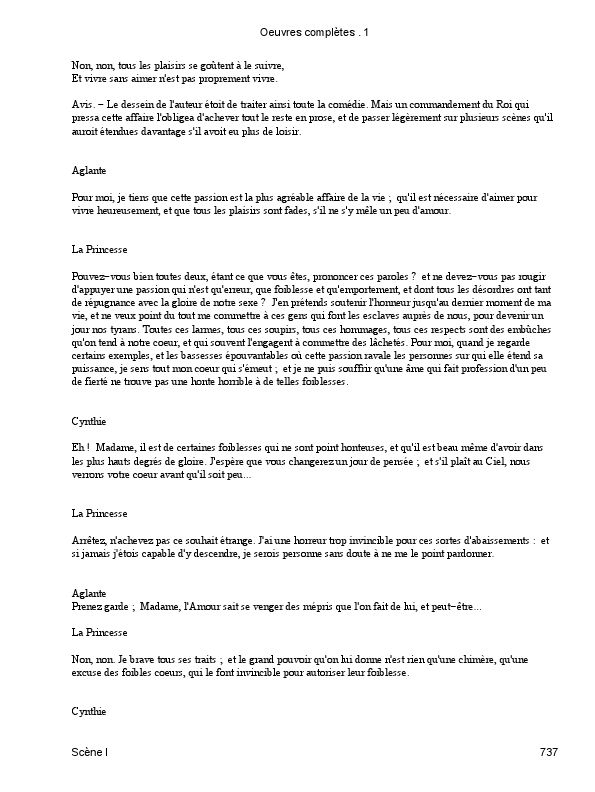 Oeuvres complètes . 1
Non, non, tous les plaisirs se goûtent à le suivre,
Et vivre sans aimer n'est pas proprement vivre.
Avis. − Le dessein de l'auteur étoit de traiter ainsi toute la comédie. Mais un commandement du Roi qui
pressa cette affaire l'obligea d'achever tout le reste en prose, et de passer légèrement sur plusieurs scènes qu'il
auroit étendues davantage s'il avoit eu plus de loisir.
Aglante
Pour moi, je tiens que cette passion est la plus agréable affaire de la vie ; qu'il est nécessaire d'aimer pour
vivre heureusement, et que tous les plaisirs sont fades, s'il ne s'y mêle un peu d'amour.
La Princesse
Pouvez−vous bien toutes deux, étant ce que vous êtes, prononcer ces paroles ? et ne devez−vous pas rougir
d'appuyer une passion qui n'est qu'erreur, que foiblesse et qu'emportement, et dont tous les désordres ont tant
de répugnance avec la gloire de notre sexe ? J'en prétends soutenir l'honneur jusqu'au dernier moment de ma
vie, et ne veux point du tout me commettre à ces gens qui font les esclaves auprès de nous, pour devenir un
jour nos tyrans. Toutes ces larmes, tous ces soupirs, tous ces hommages, tous ces respects sont des embûches
qu'on tend à notre coeur, et qui souvent l'engagent à commettre des lâchetés. Pour moi, quand je regarde
certains exemples, et les bassesses épouvantables où cette passion ravale les personnes sur qui elle étend sa
puissance, je sens tout mon coeur qui s'émeut ; et je ne puis souffrir qu'une âme qui fait profession d'un peu
de fierté ne trouve pas une honte horrible à de telles foiblesses.
Cynthie
Eh ! Madame, il est de certaines foiblesses qui ne sont point honteuses, et qu'il est beau même d'avoir dans
les plus hauts degrés de gloire. J'espère que vous changerez un jour de pensée ; et s'il plaît au Ciel, nous
verrons votre coeur avant qu'il soit peu...
La Princesse
Arrêtez, n'achevez pas ce souhait étrange. J'ai une horreur trop invincible pour ces sortes d'abaissements : et
si jamais j'étois capable d'y descendre, je serois personne sans doute à ne me le point pardonner.
Aglante
Prenez garde ; Madame, l'Amour sait se venger des mépris que l'on fait de lui, et peut−être...
La Princesse
Non, non. Je brave tous ses traits ; et le grand pouvoir qu'on lui donne n'est rien qu'une chimère, qu'une
excuse des foibles coeurs, qui le font invincible pour autoriser leur foiblesse.
Cynthie
Scène I 737